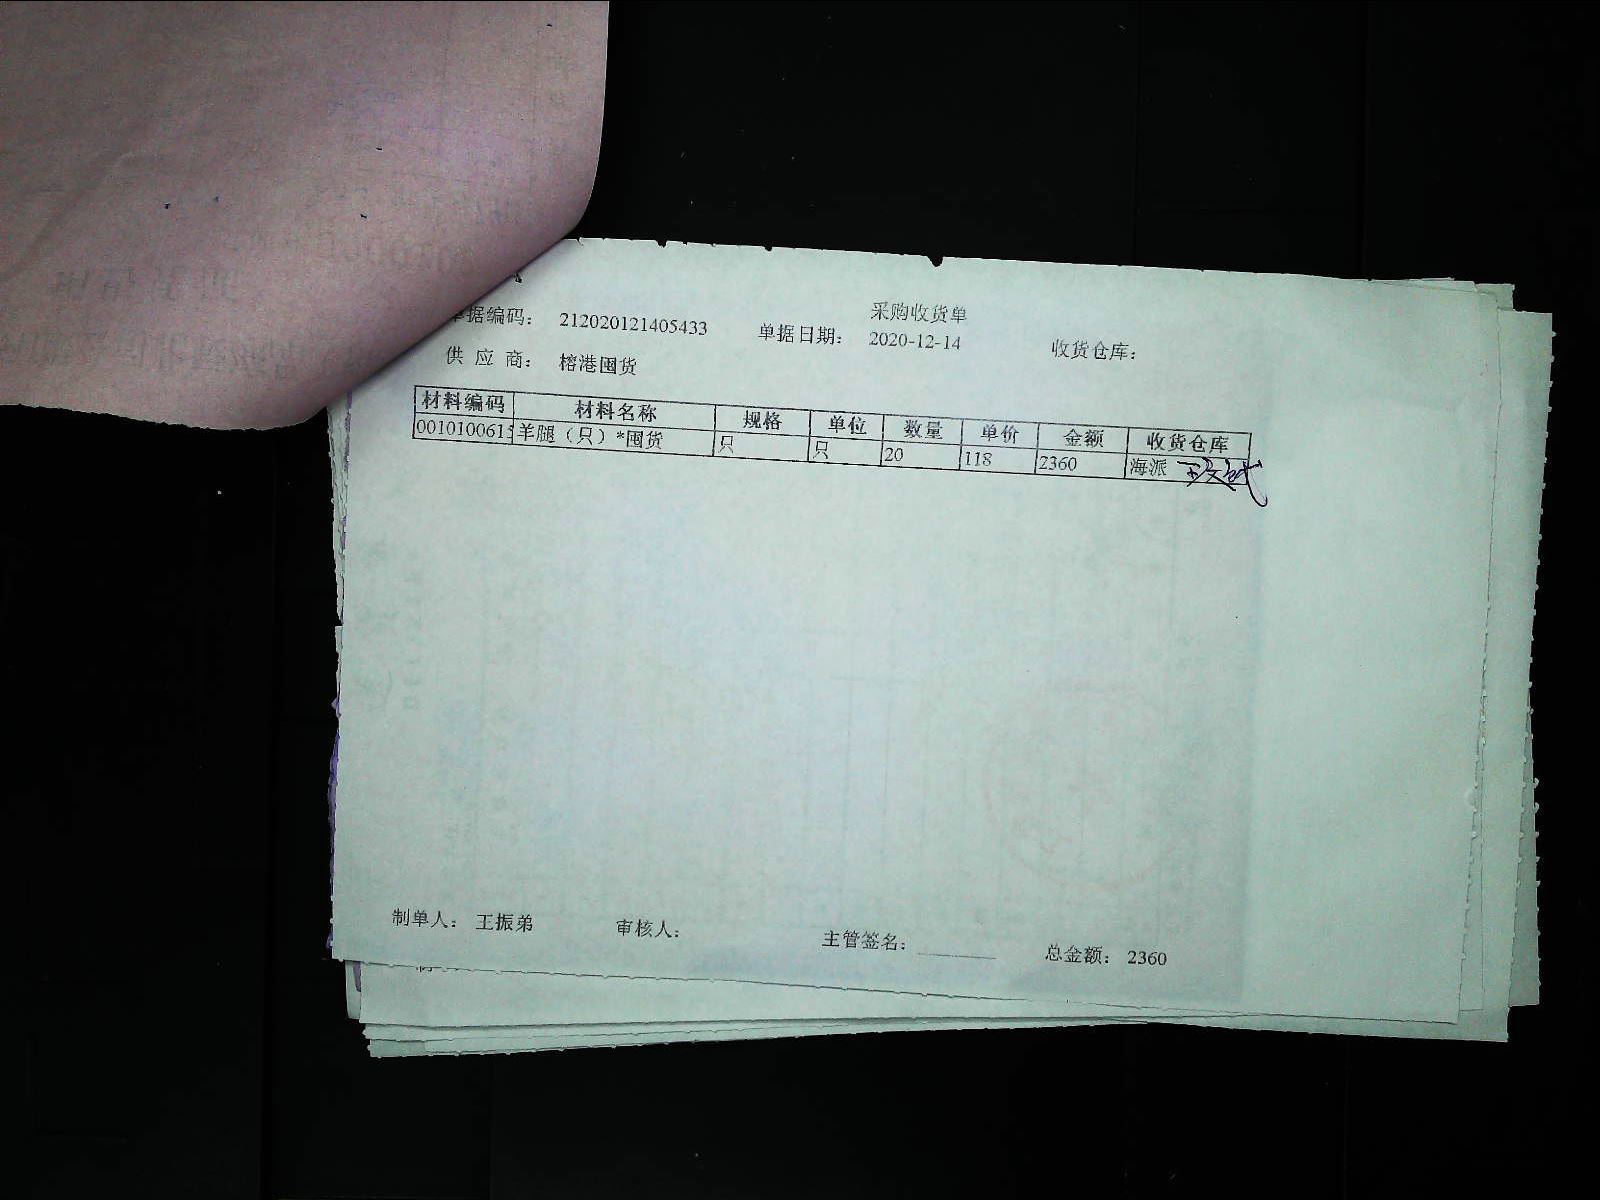 采购收货单
单据编码： 212020121405433 单据日期： 2020-12-14 收货仓库：
供 应 商： 榕港囤货
材料编码 材料名称 规格 单位 数量 单价 金额 收货仓库
0010100615 羊腿（只）*囤货 只 只 20 118 2360 海派
制单人： 王振弟 审核人： 主管签名： 总金额： 2360